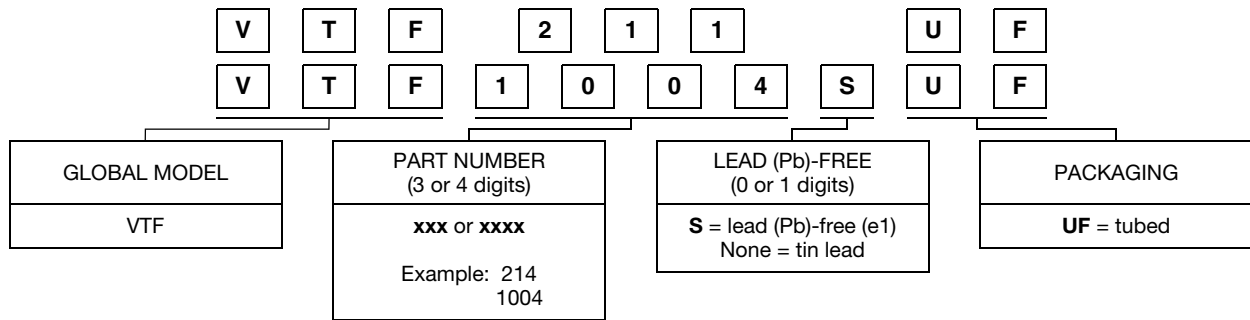 V T F 2 1 1 U F
V T F 1 0 0 4 S U F
GLOBAL MODEL
VTF
PART NUMBER
(3 or 4 digits)
xxx or xxxx
Example: 214
1004
LEAD (Pb)-FREE
(0 or 1 digits)
S = lead (Pb)-free (e1)
None = tin lead
PACKAGING
UF = tubed